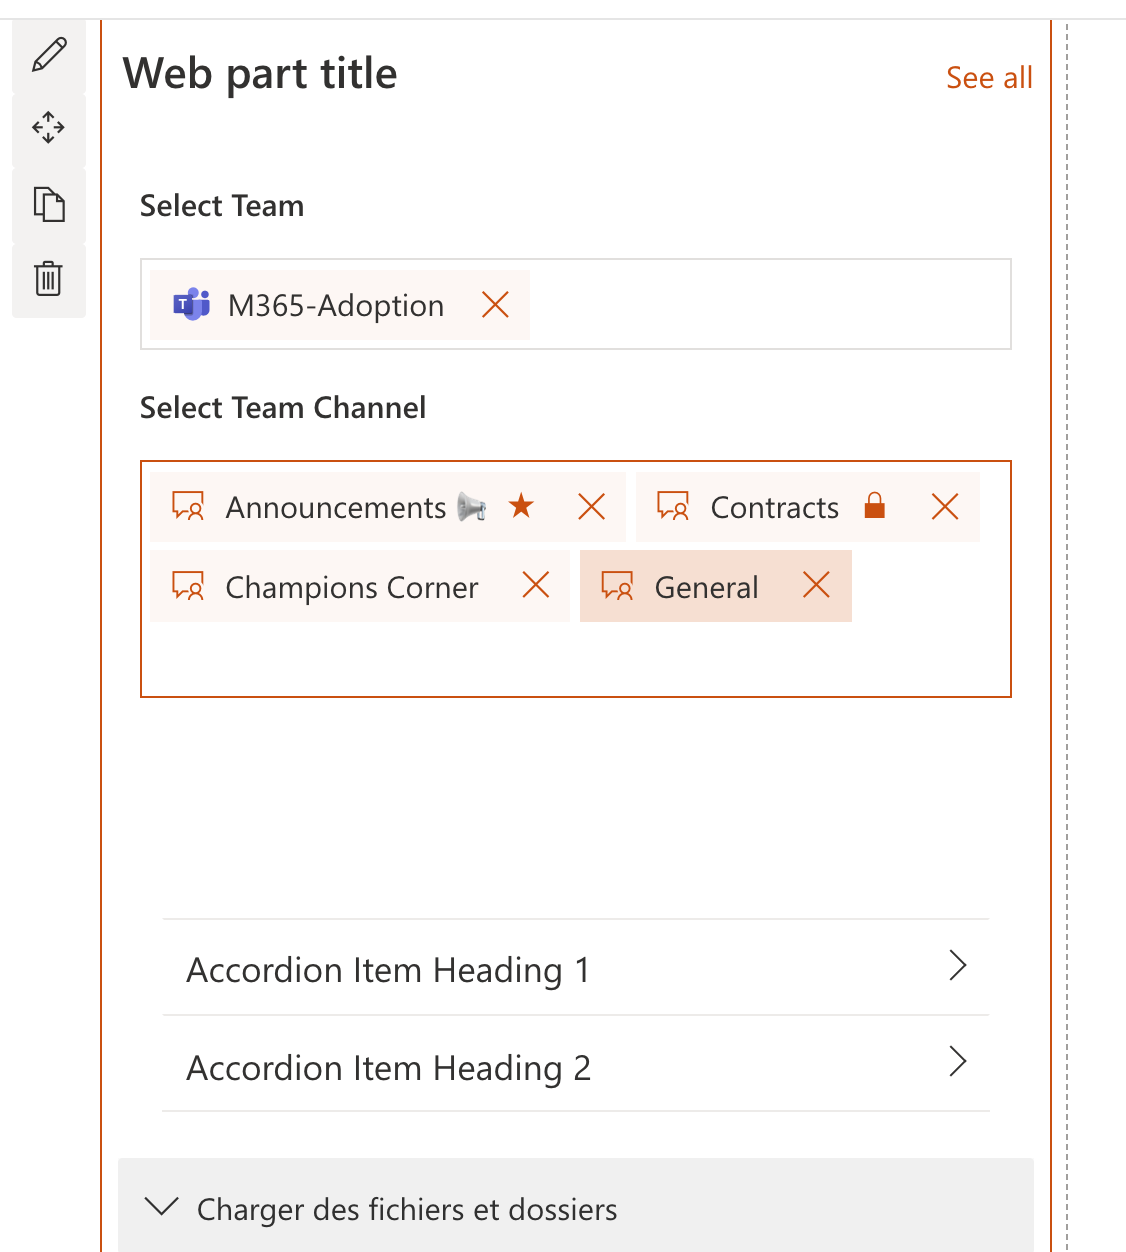 Web part title
See all
Select Team
M365-Adoption
Select Team Channel
Announcements 📢 ★ Contracts
Champions Corner General
Accordion Item Heading 1
Accordion Item Heading 2
Charger des fichiers et dossiers